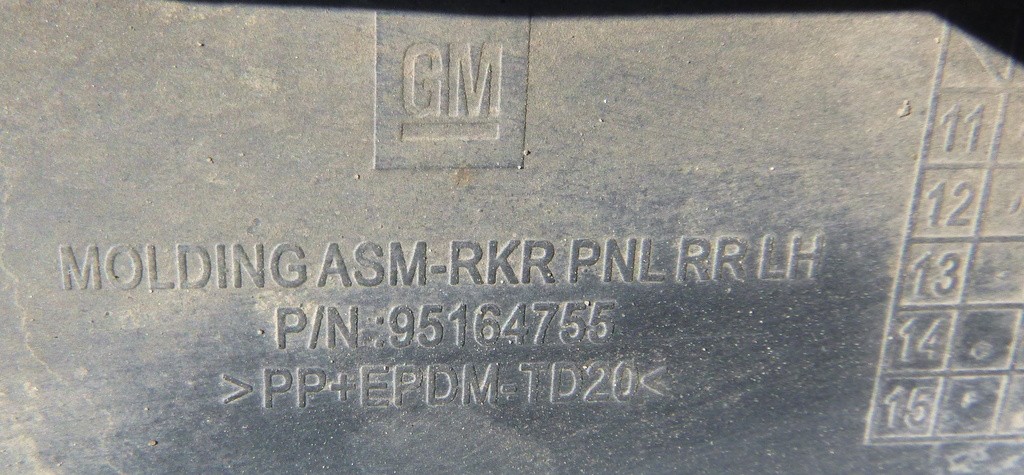 GM
MOLDING ASM-RKR PNL RR LH
P/N.:95164755
>PP+EPDM-TD20<
11
12
13
14
15